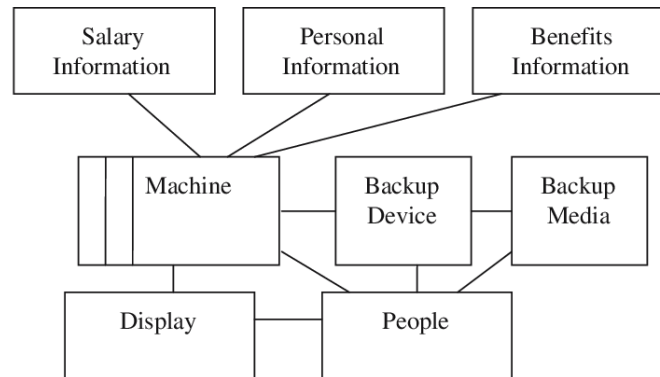 Salary
Information
Personal
Information
Benefits
Information
Machine
Backup
Device
Backup
Media
Display
People